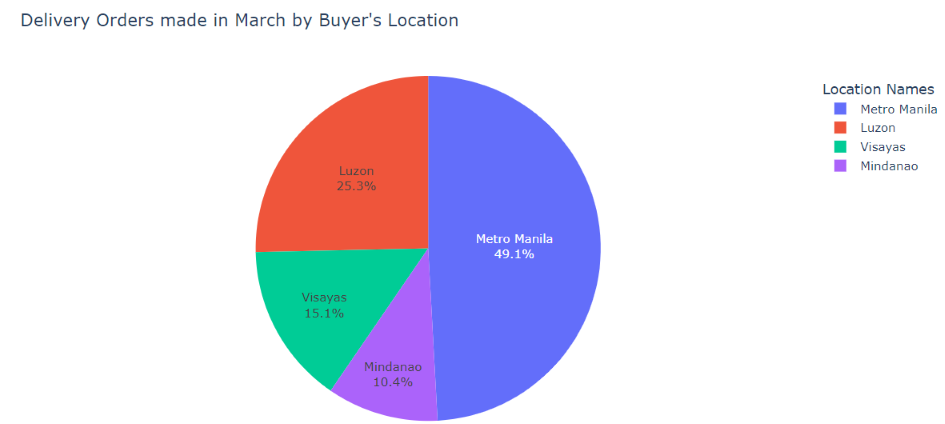 Delivery Orders made in March by Buyer's Location
Luzon
25.3%
Metro Manila
49.1%
Visayas
15.1%
Mindanao
10.4%
Location Names
Metro Manila
Luzon
Visayas
Mindanao